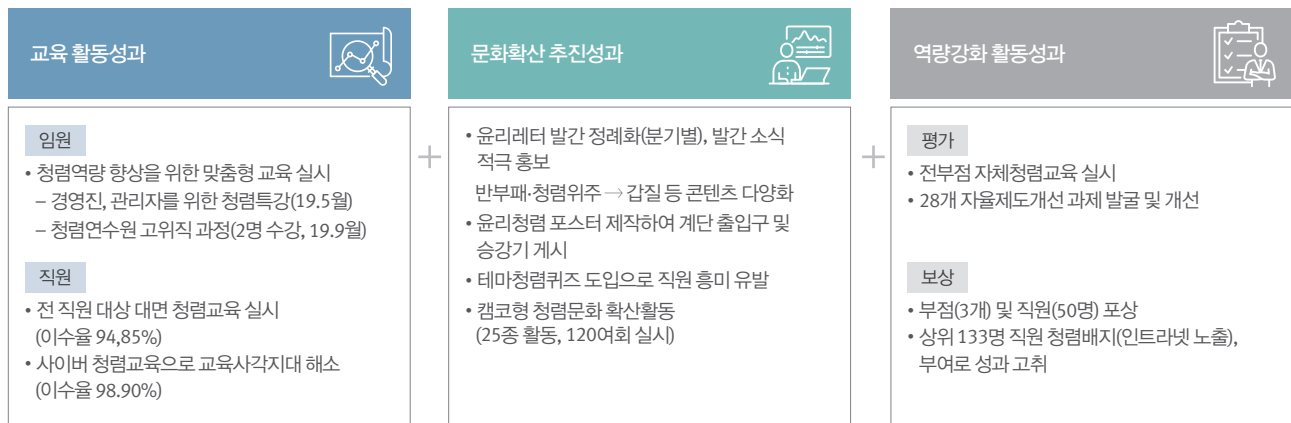 교육 활동성과
임원
• 청렴역량 향상을 위한 맞춤형 교육 실시
– 경영진, 관리자를 위한 청렴특강(19.5월)
– 청렴연수원 고위직 과정(2명 수강, 19.9월)
직원
• 전 직원 대상 대면 청렴교육 실시
(이수율 94,85%)
• 사이버 청렴교육으로 교육사각지대 해소
(이수율 98.90%)
+
문화확산 추진성과
• 윤리레터 발간 정례화(분기별), 발간 소식
적극 홍보
반부패·청렴위주 → 갑질 등 콘텐츠 다양화
• 윤리청렴 포스터 제작하여 계단 출입구 및
승강기 게시
• 테마청렴퀴즈 도입으로 직원 흥미 유발
• 캠코형 청렴문화 확산활동
(25종 활동, 120여회 실시)
+
역량강화 활동성과
평가
• 전부점 자체청렴교육 실시
• 28개 자율제도개선 과제 발굴 및 개선
보상
• 부점(3개) 및 직원(50명) 포상
• 상위 133명 직원 청렴배지(인트라넷 노출),
부여로 성과 고취